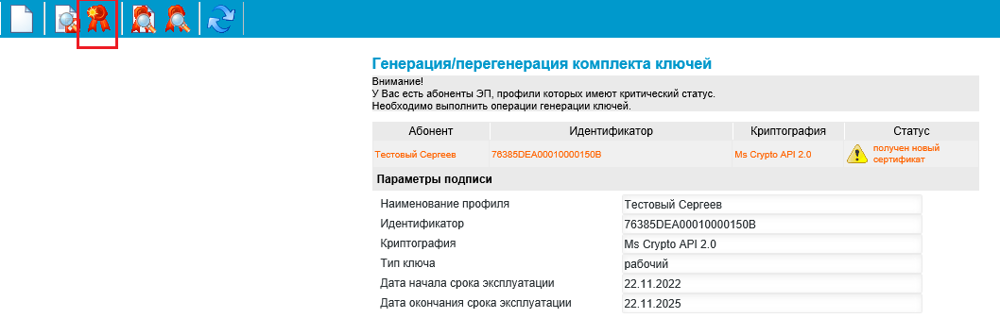 Генерация/перегенерация комплекта ключей
Внимание!
У Вас есть абоненты ЭП, профили которых имеют критический статус.
Необходимо выполнить операции генерации ключей.
Абонент Идентификатор Криптография Статус
Тестовый Сергеев 76385DEA00010000150B Ms Crypto API 2.0 получен новый
сертификат
Параметры подписи
Наименование профиля Тестовый Сергеев
Идентификатор 76385DEA00010000150B
Криптография Ms Crypto API 2.0
Тип ключа рабочий
Дата начала срока эксплуатации 22.11.2022
Дата окончания срока эксплуатации 22.11.2025